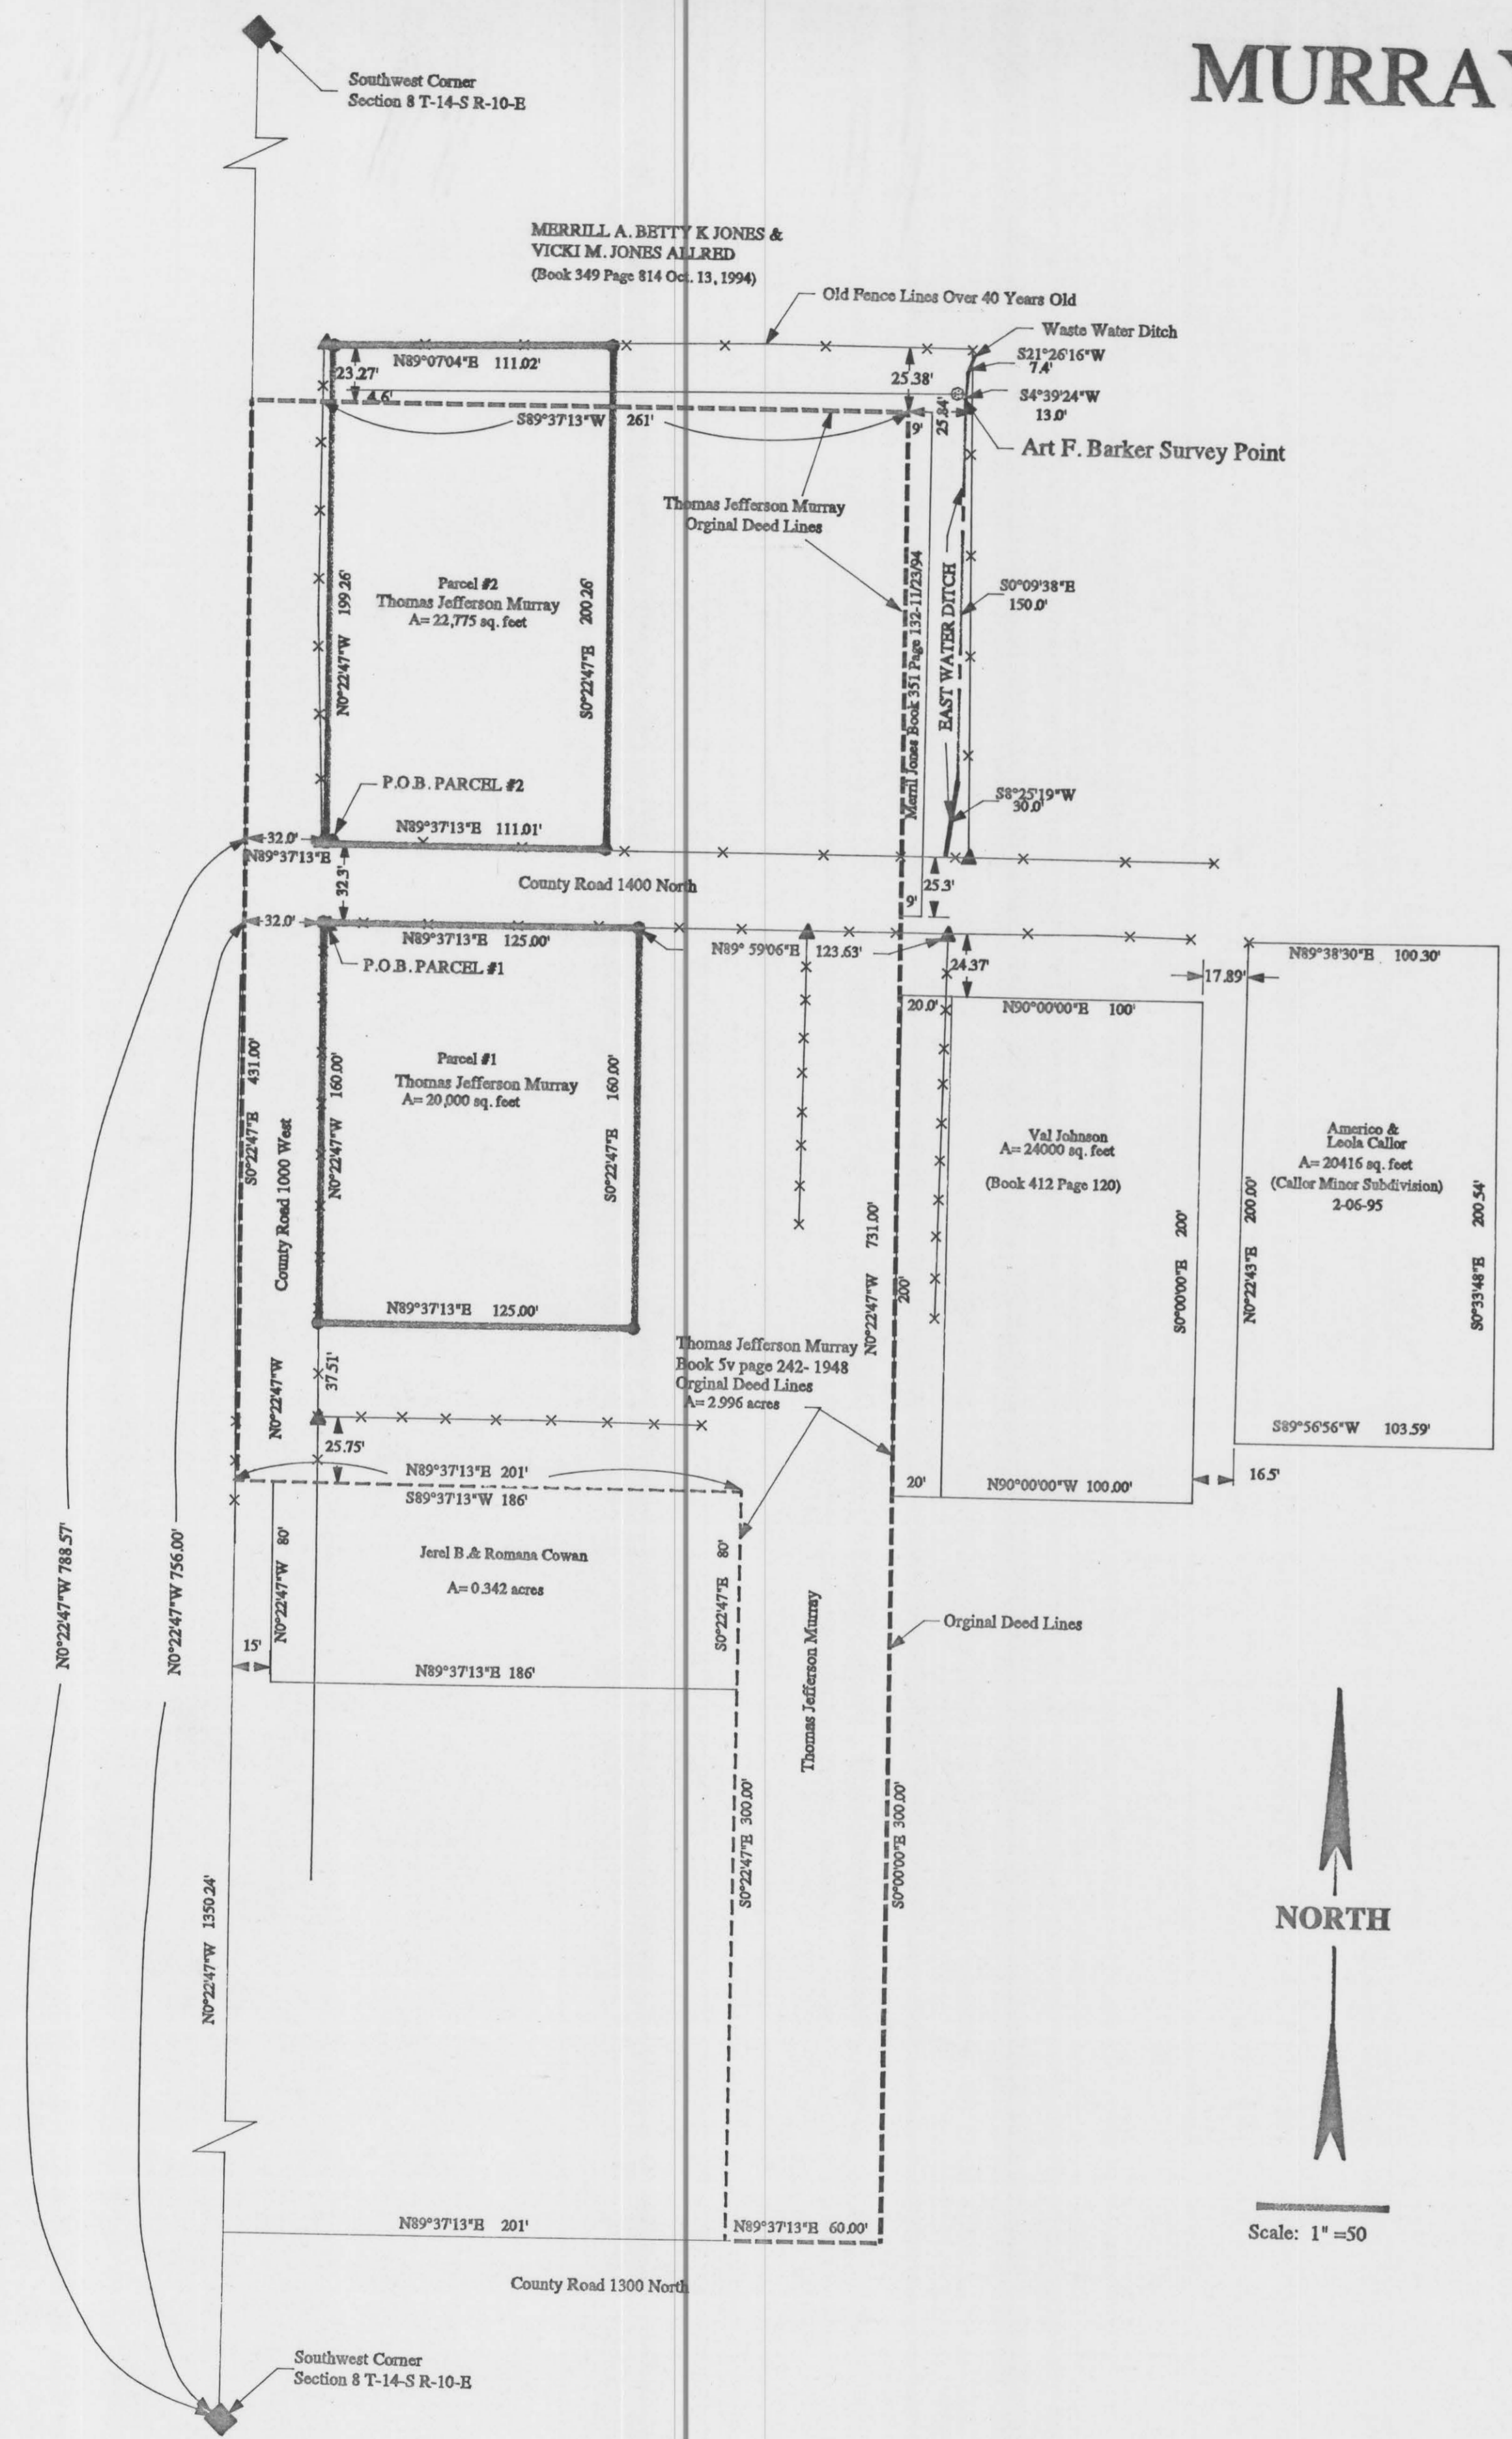 MURRAY
Southwest Corner
Section 8 T-14-S R-10-E
MERRILL A. BETTY K JONES &
VICKI M. JONES ALLRED
(Book 349 Page 814 Oct. 13, 1994)
Old Fence Lines Over 40 Years Old
Waste Water Ditch
S21°26'16"W
7.4'
N89°07'04"E 111.02'
23.27'
25.38'
4.6'
S4°39'24"W
13.0'
S89°37'13"W 261'
9'
25.84'
Art F. Barker Survey Point
Thomas Jefferson Murray
Orginal Deed Lines
Parcel #2
Thomas Jefferson Murray
A= 22,775 sq. feet
N0°22'47"W 199.26'
S0°22'47"E 200.26'
Merril Jones Book 351 Page 132-11/23/94
EAST WATER DITCH
S0°09'38"E
150.0'
P.O.B. PARCEL #2
S8°25'19"W
30.0'
N89°37'13"E 111.01'
32.0'
N89°37'13"E
32.3'
County Road 1400 North
25.3'
9'
32.0'
N89°37'13"E 125.00'
N89° 59'06"E 123.63'
P.O.B. PARCEL #1
24.37'
17.89'
N89°38'30"E 100.30'
20.0'
N90°00'00"E 100'
S0°22'47"E 431.00'
County Road 1000 West
N0°22'47"W 160.00'
Parcel #1
Thomas Jefferson Murray
A= 20,000 sq. feet
S0°22'47"E 160.00'
Val Johnson
A= 24000 sq. feet
(Book 412 Page 120)
Americo &
Leola Callor
A= 20416 sq. feet
(Callor Minor Subdivision)
2-06-95
N0°22'47"W 731.00'
200'
S0°00'00"E 200'
N0°22'43"E 200.00'
S0°33'48"E 200.54'
N89°37'13"E 125.00'
Thomas Jefferson Murray
Book 5v page 242- 1948
Orginal Deed Lines
A= 2.996 acres
N0°22'47"W
37.51'
25.75'
S89°56'56"W 103.59'
N89°37'13"E 201'
S89°37'13"W 186'
20'
N90°00'00"W 100.00'
16.5'
N0°22'47"W 788.57'
N0°22'47"W 756.00'
N0°22'47"W 80'
Jerel B.& Romana Cowan
A= 0.342 acres
S0°22'47"E 80'
Thomas Jefferson Murray
Orginal Deed Lines
15'
N89°37'13"E 186'
N0°22'47"W 1350.24'
S0°22'47"E 300.00'
S0°00'00"E 300.00'
NORTH
N89°37'13"E 201'
N89°37'13"E 60.00'
Scale: 1" =50
County Road 1300 North
Southwest Corner
Section 8 T-14-S R-10-E